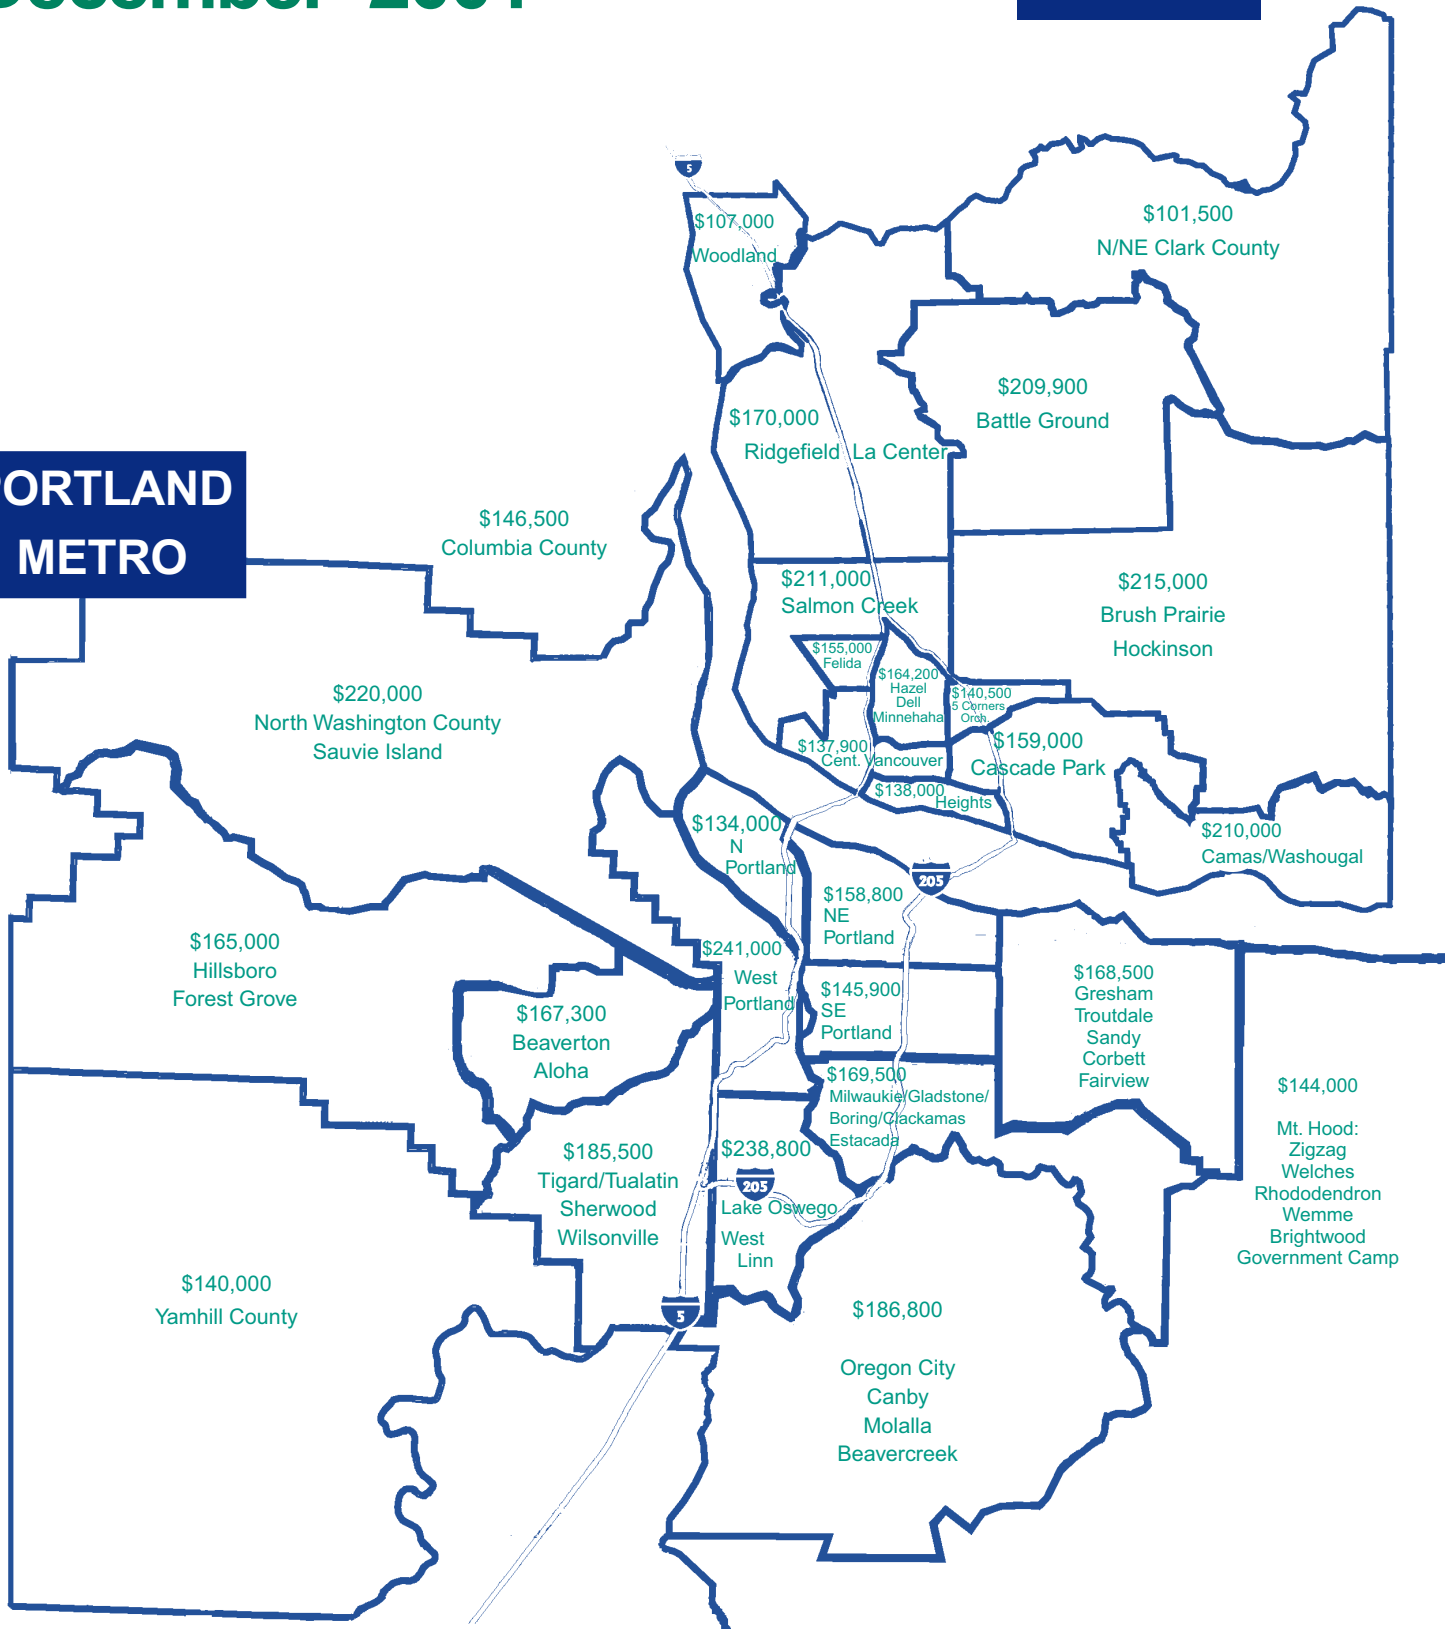 5
$107,000
Woodland
$101,500
N/NE Clark County
$209,900
Battle Ground
$170,000
Ridgefield La Center
METRO
$146,500
Columbia County
$211,000
Salmon Creek
$215,000
Brush Prairie
Hockinson
$155,000
Felida
$164,200
Hazel
Dell
Minnehaha
$140,500
5 Corners
Orch.
$220,000
North Washington County
Sauvie Island
$137,900
Cent. Vancouver
$159,000
Cascade Park
$138,000
Heights
$210,000
Camas/Washougal
$134,000
N
Portland
205
$158,800
NE
Portland
$165,000
Hillsboro
Forest Grove
$241,000
West
Portland
$145,900
SE
Portland
$168,500
Gresham
Troutdale
Sandy
Corbett
Fairview
$167,300
Beaverton
Aloha
$169,500
Milwaukie/Gladstone/
Boring/Clackamas
Estacada
$144,000
Mt. Hood:
Zigzag
Welches
Rhododendron
Wemme
Brightwood
Government Camp
$185,500
Tigard/Tualatin
Sherwood
Wilsonville
$238,800
205
Lake Oswego
West
Linn
$140,000
Yamhill County
5
$186,800
Oregon City
Canby
Molalla
Beavercreek